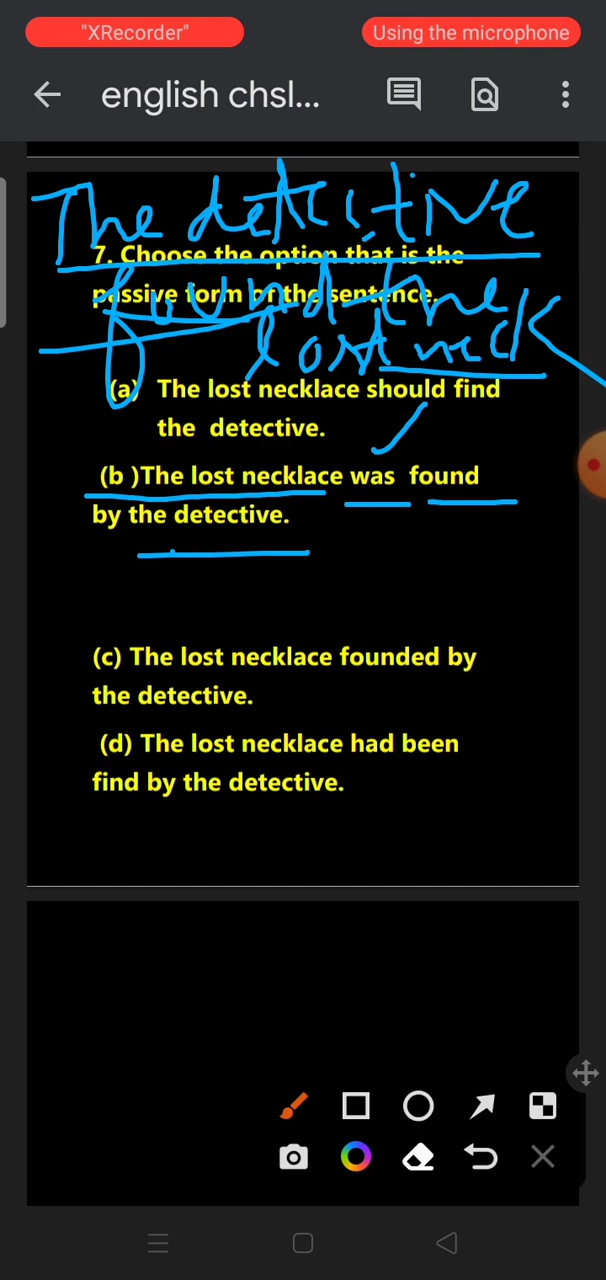 "XRecorder"
Using the microphone
english chsl...
The detective
7. Choose the option that is the
passive form of the sentence.
found the
lost neck
(a) The lost necklace should find
the detective.
(b )The lost necklace was found
by the detective.
(c) The lost necklace founded by
the detective.
(d) The lost necklace had been
find by the detective.